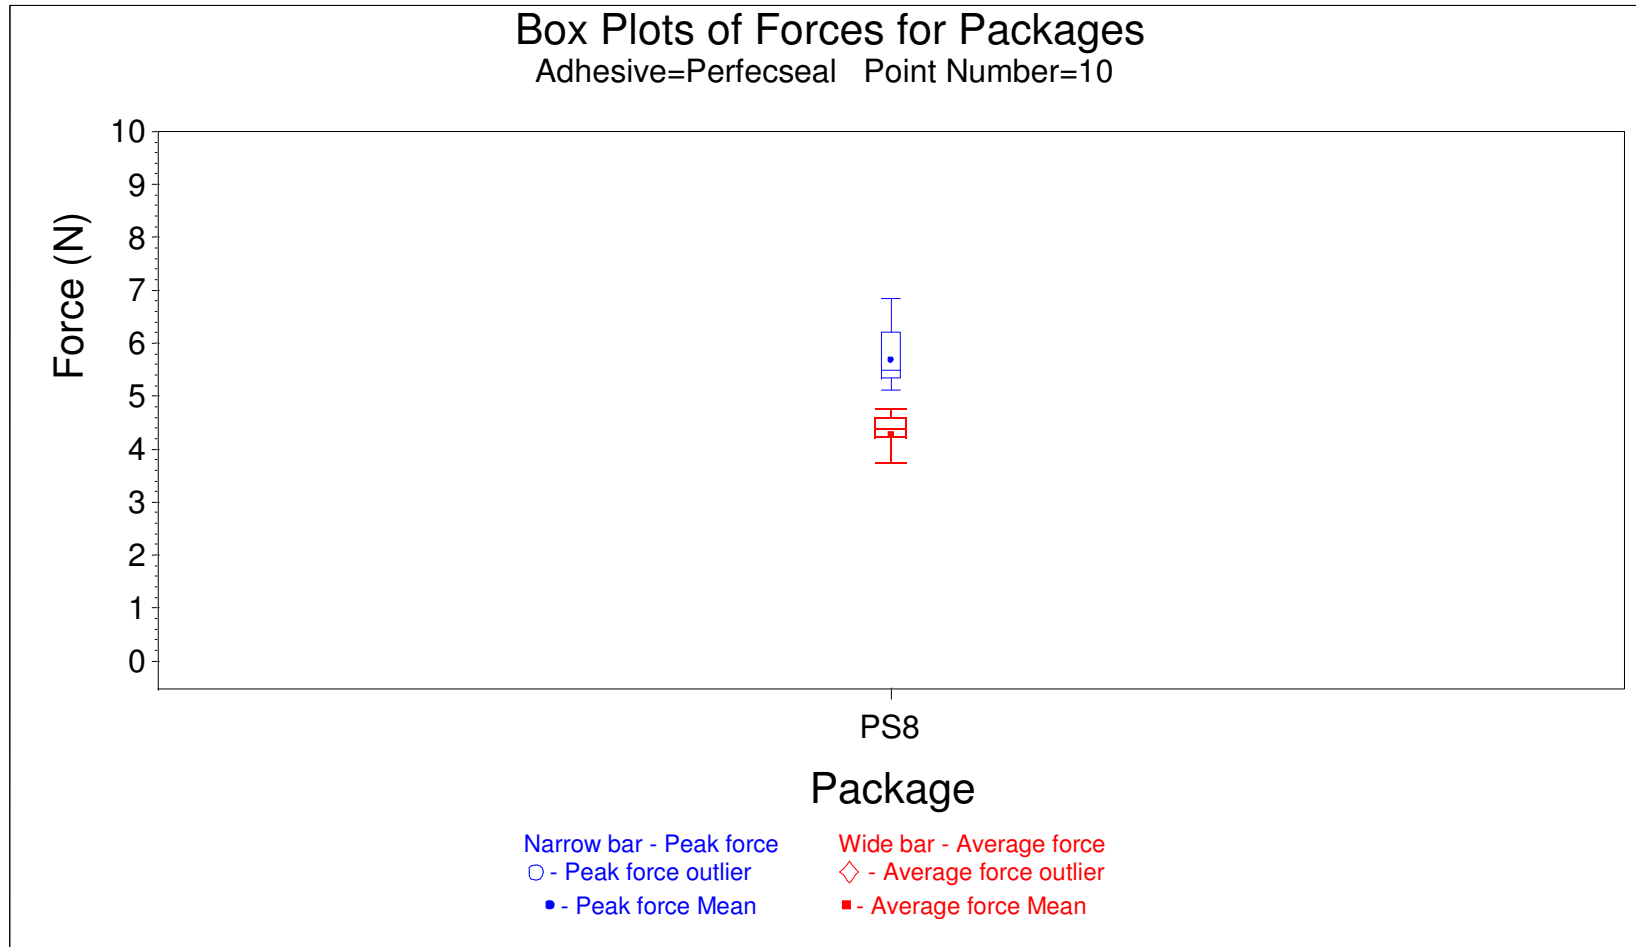 Box Plots of Forces for Packages
Adhesive=Perfecseal Point Number=10
Force (N)
10
9
8
7
6
5
4
3
2
1
0
PS8
Package
Narrow bar - Peak force
Wide bar - Average force
- Peak force outlier
- Average force outlier
- Peak force Mean
- Average force Mean